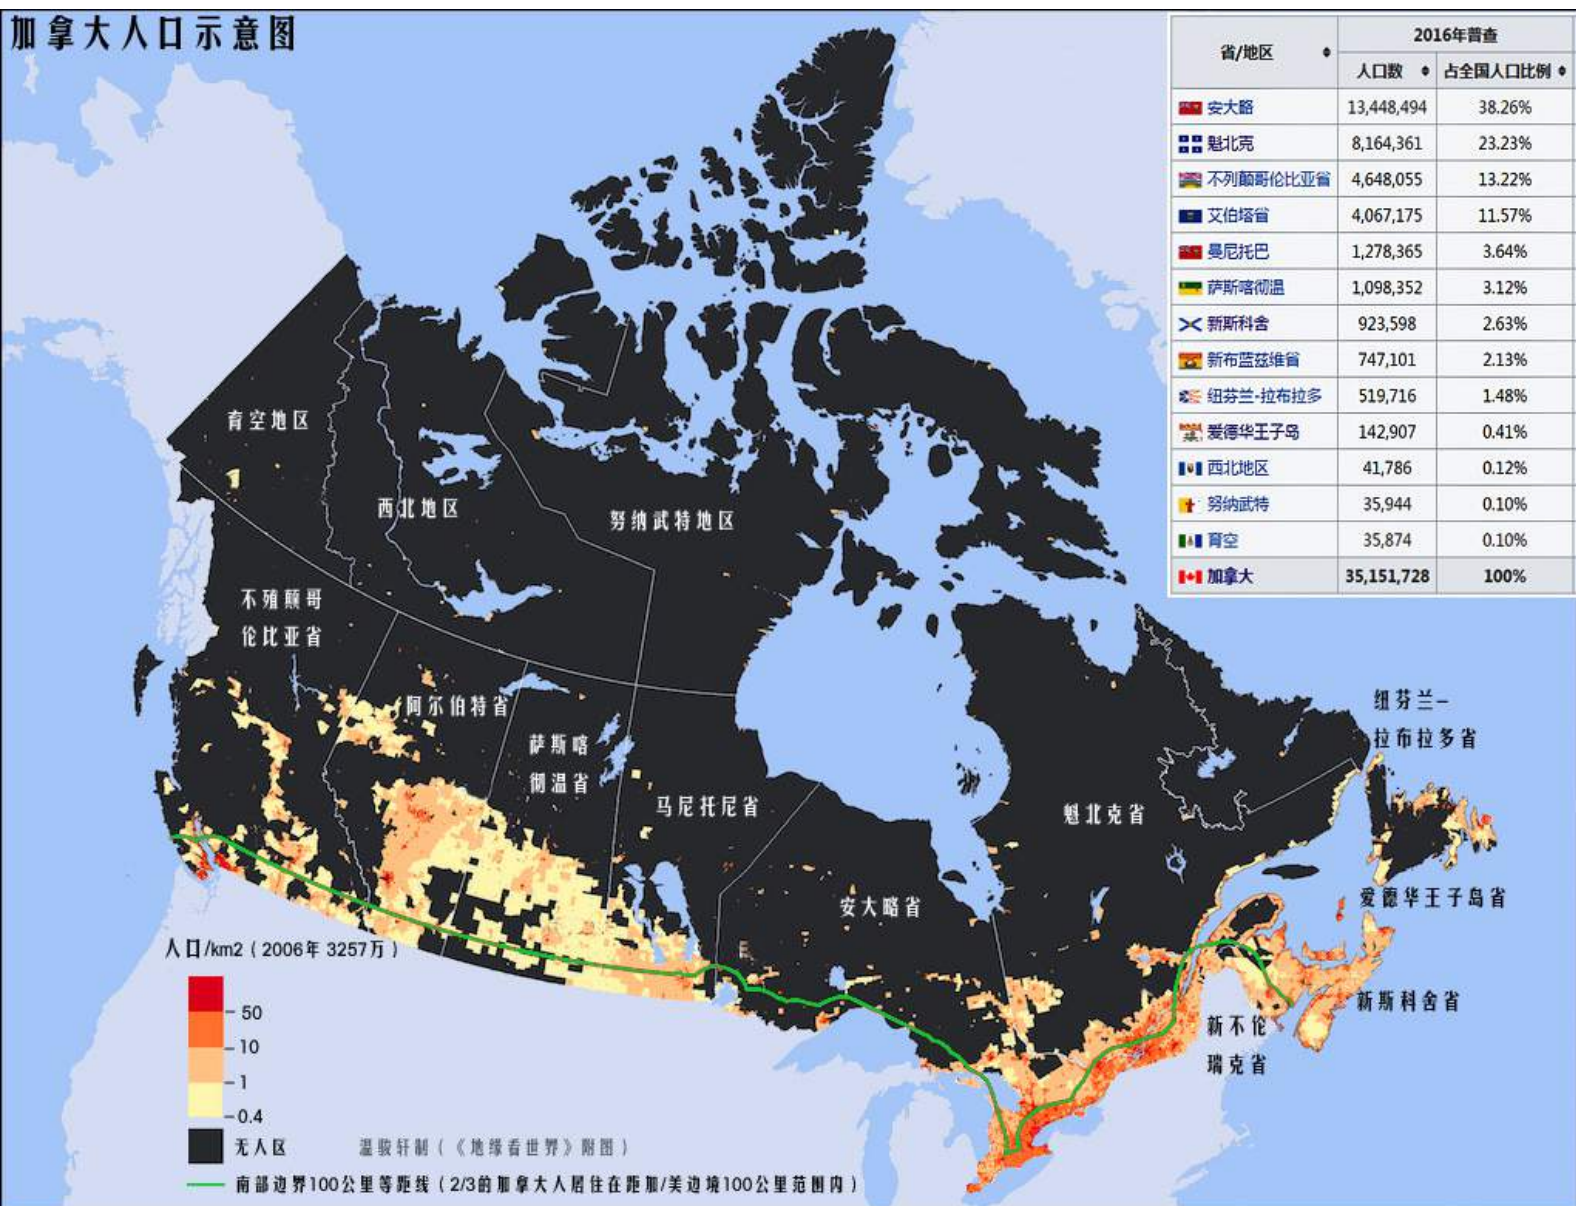 加拿大人口示意图
省/地区
2016年普查
人口数
占全国人口比例
安大略 13,448,494 38.26%
魁北克 8,164,361 23.23%
不列颠哥伦比亚省 4,648,055 13.22%
艾伯塔省 4,067,175 11.57%
曼尼托巴 1,278,365 3.64%
萨斯喀彻温 1,098,352 3.12%
新斯科舍 923,598 2.63%
新布蓝兹维省 747,101 2.13%
纽芬兰-拉布拉多 519,716 1.48%
爱德华王子岛 142,907 0.41%
西北地区 41,786 0.12%
努纳武特 35,944 0.10%
育空 35,874 0.10%
加拿大 35,151,728 100%
育空地区
西北地区
努纳武特地区
不殖颠哥
伦比亚省
阿尔伯特省
萨斯喀
彻温省
马尼托尼省
安大略省
魁北克省
纽芬兰-
拉布拉多省
爱德华王子岛省
新斯科舍省
新不伦
瑞克省
人口/km2（2006年 3257万）
50
10
1
0.4
无人区
温骏轩制（《地缘看世界》附图）
南部边界100公里等距线（2/3的加拿大人居住在距加/美边境100公里范围内）